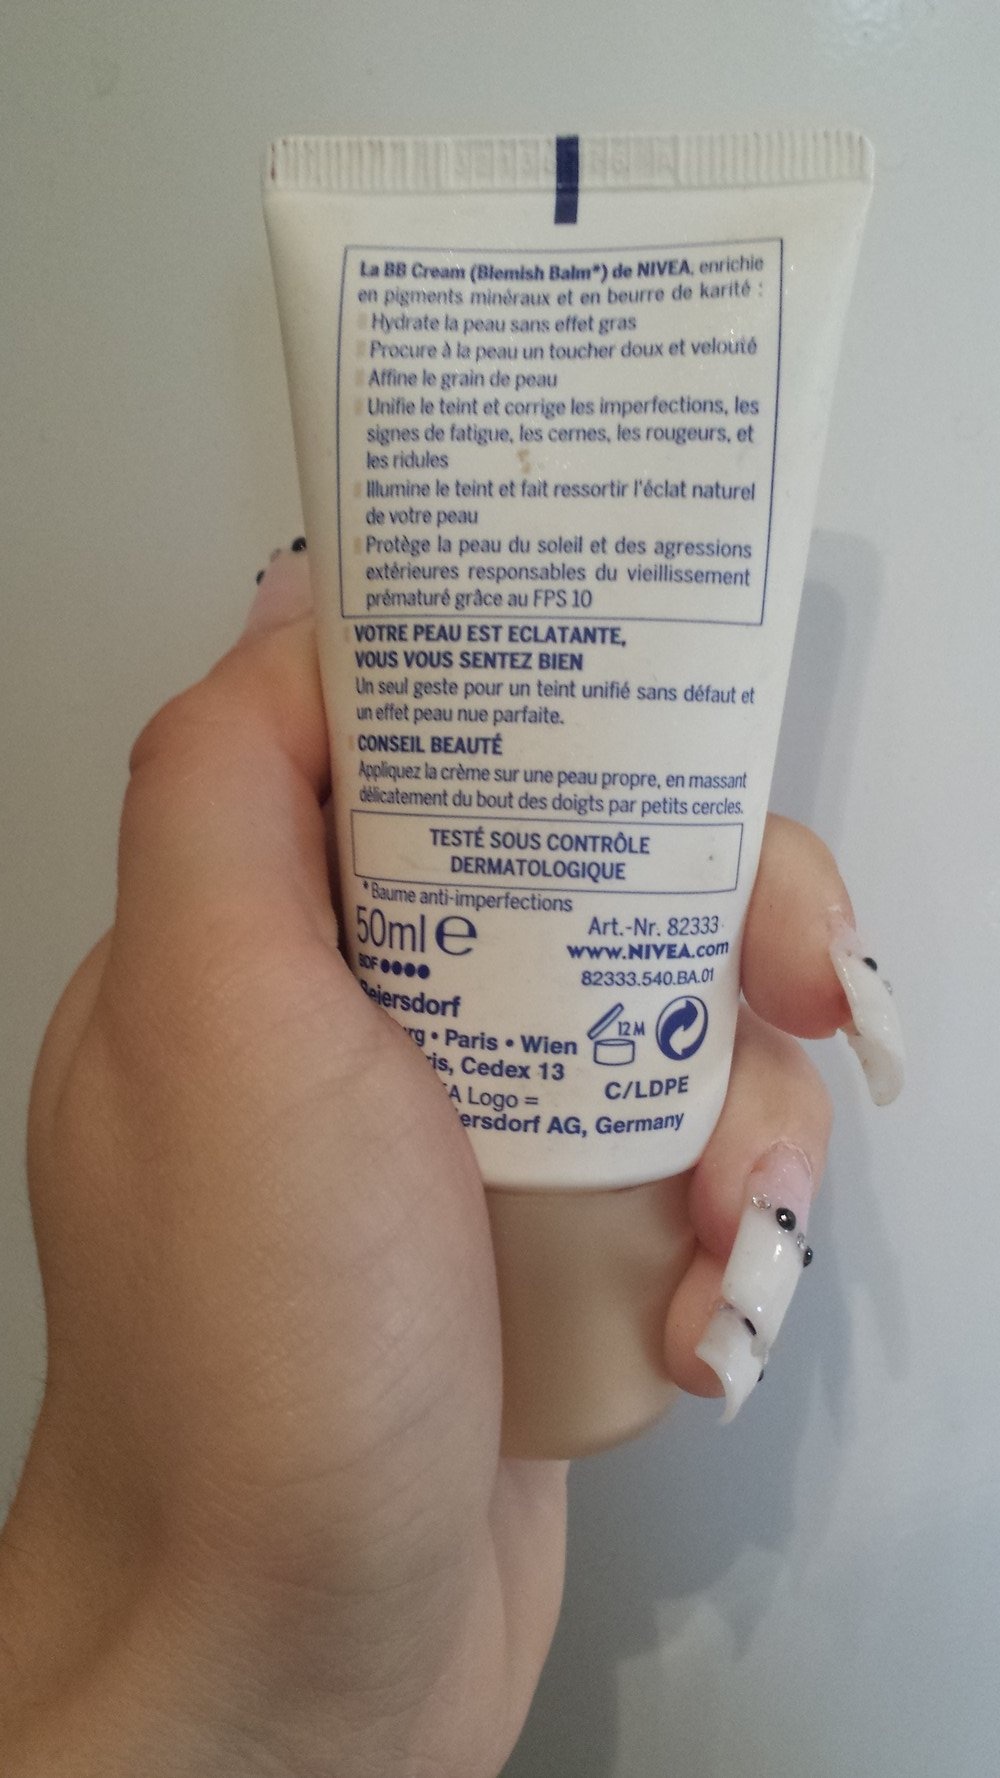 La BB Cream (Blemish Balm*) de NIVEA, enrichie
en pigments minéraux et en beurre de karité :
Hydrate la peau sans effet gras
Procure à la peau un toucher doux et velouté
Affine le grain de peau
Unifie le teint et corrige les imperfections, les
signes de fatigue, les cernes, les rougeurs, et
les ridules
Illumine le teint et fait ressortir l'éclat naturel
de votre peau
Protège la peau du soleil et des agressions
extérieures responsables du vieillissement
prématuré grâce au FPS 10
VOTRE PEAU EST ECLATANTE,
VOUS VOUS SENTEZ BIEN
Un seul geste pour un teint unifié sans défaut et
un effet peau nue parfaite.
CONSEIL BEAUTÉ
Appliquez la crème sur une peau propre, en massant
délicatement du bout des doigts par petits cercles.
TESTÉ SOUS CONTRÔLE
DERMATOLOGIQUE
*Baume anti-imperfections
50ml e
Art.-Nr. 82333
www.NIVEA.com
82333.540.BA.01
BDF
Beiersdorf
rg • Paris • Wien
ris, Cedex 13
A Logo =
iersdorf AG, Germany
12 M
C/LDPE